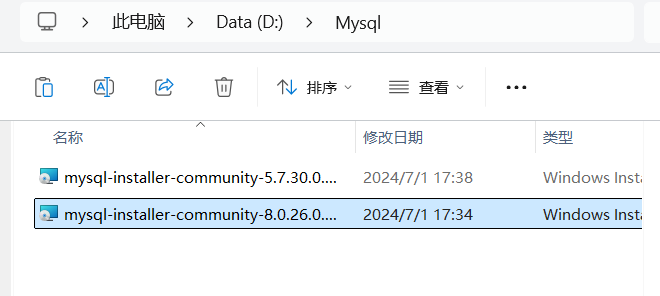 此电脑 > Data (D:) > Mysql
排序 查看 •••
名称 修改日期 类型
mysql-installer-community-5.7.30.0.... 2024/7/1 17:38 Windows Insta
mysql-installer-community-8.0.26.0.... 2024/7/1 17:34 Windows Insta